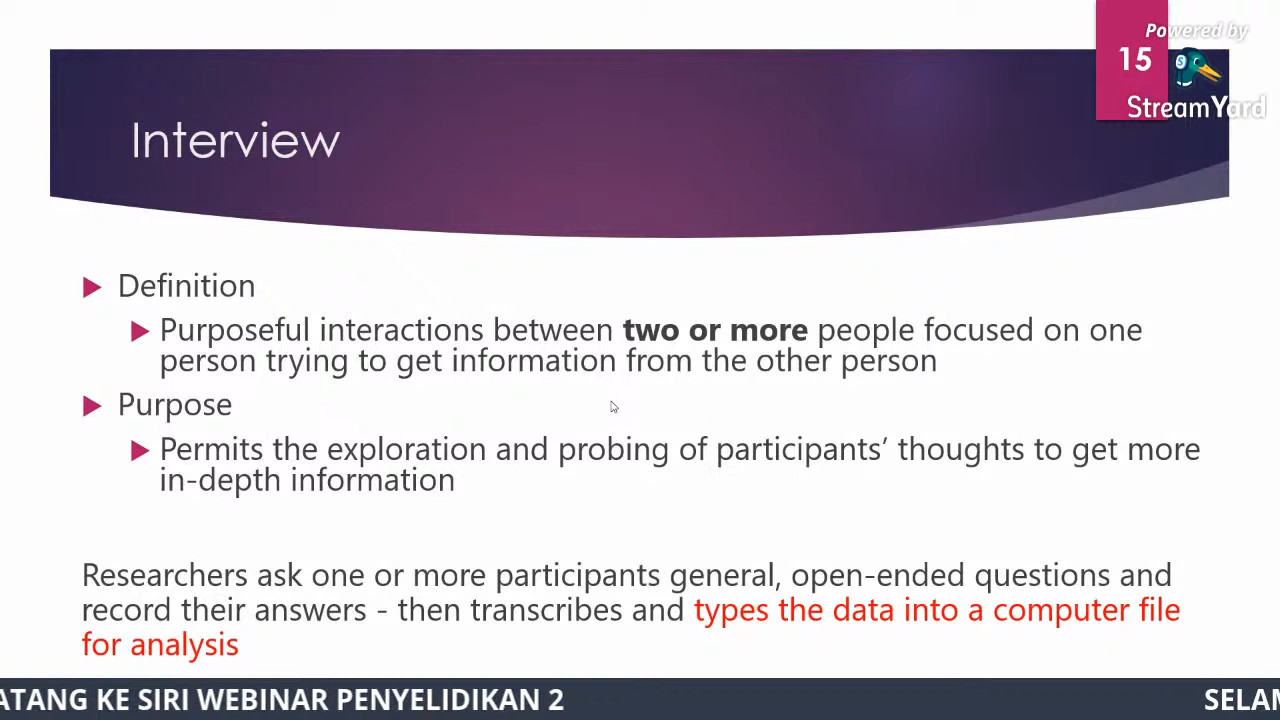 Powered by
15
StreamYard
Interview
Definition
Purposeful interactions between two or more people focused on one
person trying to get information from the other person
Purpose
Permits the exploration and probing of participants’ thoughts to get more
in-depth information
Researchers ask one or more participants general, open-ended questions and
record their answers - then transcribes and types the data into a computer file
for analysis
ATANG KE SIRI WEBINAR PENYELIDIKAN 2 SELAM